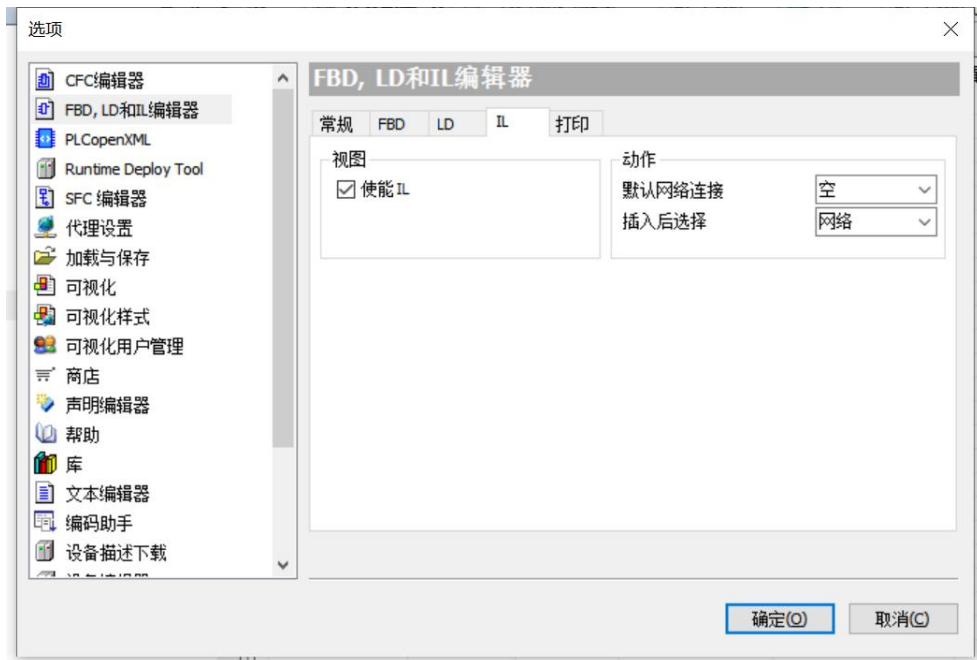 选项
CFC编辑器
FBD, LD和IL编辑器
PLCopenXML
Runtime Deploy Tool
SFC 编辑器
代理设置
加载与保存
可视化
可视化样式
可视化用户管理
商店
声明编辑器
帮助
库
文本编辑器
编码助手
设备描述下载
FBD, LD和IL编辑器
常规 FBD LD IL 打印
视图
使能IL
动作
默认网络连接 空
插入后选择 网络
确定(O) 取消(C)